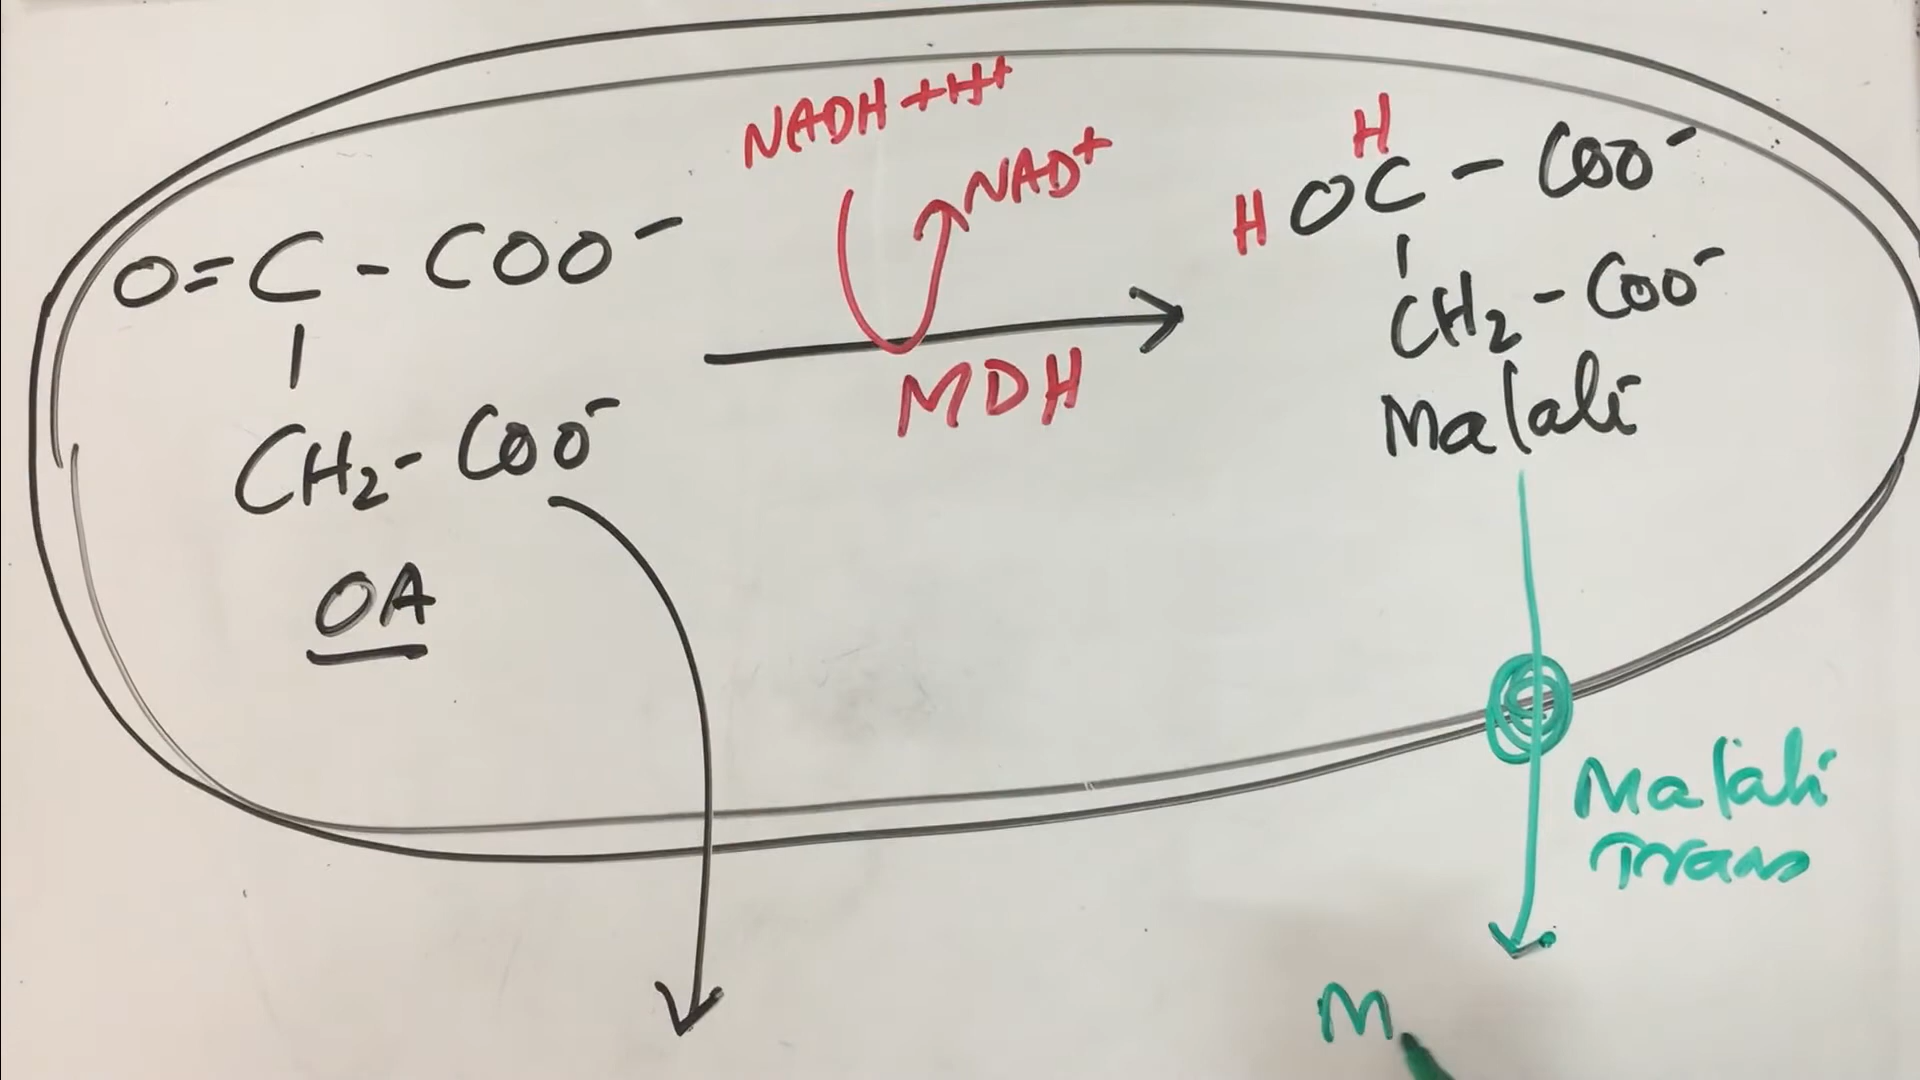 NADH + H+
NAD+
O=C - COO-
|
CH2 - COO-
OA
MDH
H
HOC - COO-
|
CH2 - COO-
Malali
Malali
Trans
M